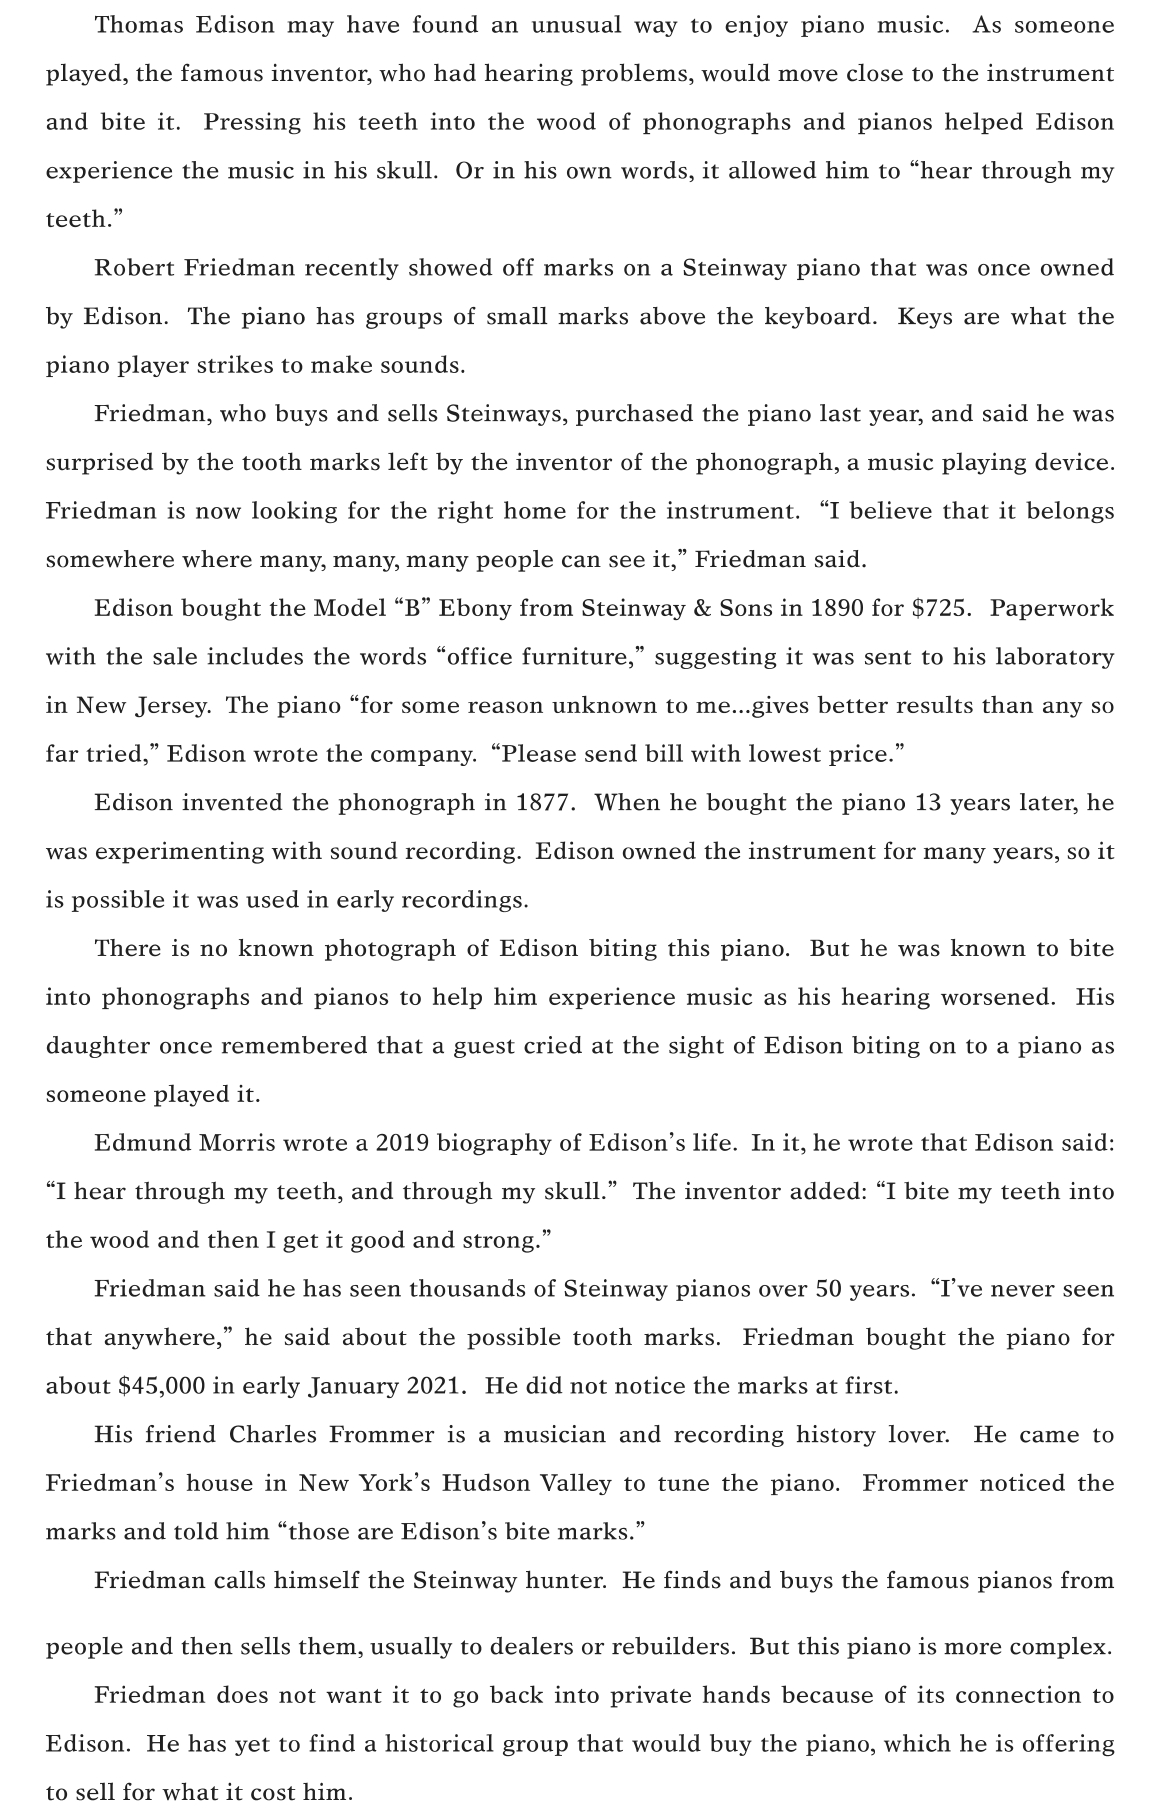 Thomas Edison may have found an unusual way to enjoy piano music. As someone
played, the famous inventor, who had hearing problems, would move close to the instrument
and bite it. Pressing his teeth into the wood of phonographs and pianos helped Edison
experience the music in his skull. Or in his own words, it allowed him to “hear through my
teeth.”
Robert Friedman recently showed off marks on a Steinway piano that was once owned
by Edison. The piano has groups of small marks above the keyboard. Keys are what the
piano player strikes to make sounds.
Friedman, who buys and sells Steinways, purchased the piano last year, and said he was
surprised by the tooth marks left by the inventor of the phonograph, a music playing device.
Friedman is now looking for the right home for the instrument. “I believe that it belongs
somewhere where many, many, many people can see it,” Friedman said.
Edison bought the Model “B” Ebony from Steinway & Sons in 1890 for $725. Paperwork
with the sale includes the words “office furniture,” suggesting it was sent to his laboratory
in New Jersey. The piano “for some reason unknown to me...gives better results than any so
far tried,” Edison wrote the company. “Please send bill with lowest price.”
Edison invented the phonograph in 1877. When he bought the piano 13 years later, he
was experimenting with sound recording. Edison owned the instrument for many years, so it
is possible it was used in early recordings.
There is no known photograph of Edison biting this piano. But he was known to bite
into phonographs and pianos to help him experience music as his hearing worsened. His
daughter once remembered that a guest cried at the sight of Edison biting on to a piano as
someone played it.
Edmund Morris wrote a 2019 biography of Edison’s life. In it, he wrote that Edison said:
“I hear through my teeth, and through my skull.” The inventor added: “I bite my teeth into
the wood and then I get it good and strong.”
Friedman said he has seen thousands of Steinway pianos over 50 years. “I’ve never seen
that anywhere,” he said about the possible tooth marks. Friedman bought the piano for
about $45,000 in early January 2021. He did not notice the marks at first.
His friend Charles Frommer is a musician and recording history lover. He came to
Friedman’s house in New York’s Hudson Valley to tune the piano. Frommer noticed the
marks and told him “those are Edison’s bite marks.”
Friedman calls himself the Steinway hunter. He finds and buys the famous pianos from
people and then sells them, usually to dealers or rebuilders. But this piano is more complex.
Friedman does not want it to go back into private hands because of its connection to
Edison. He has yet to find a historical group that would buy the piano, which he is offering
to sell for what it cost him.